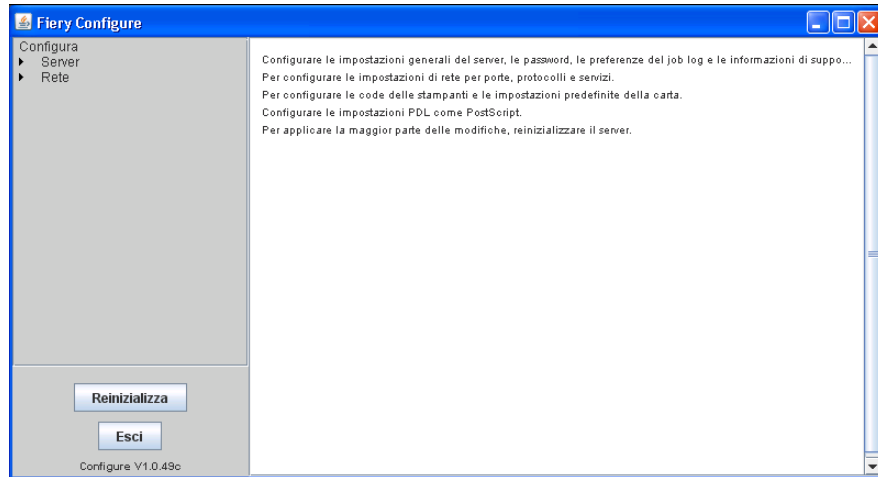 Fiery Configure
Configura
Server
Rete
Configurare le impostazioni generali del server, le password, le preferenze del job log e le informazioni di suppo...
Per configurare le impostazioni di rete per porte, protocolli e servizi.
Per configurare le code delle stampanti e le impostazioni predefinite della carta.
Configurare le impostazioni PDL come PostScript.
Per applicare la maggior parte delle modifiche, reinizializzare il server.
Reinizializza
Esci
Configure V1.0.49c